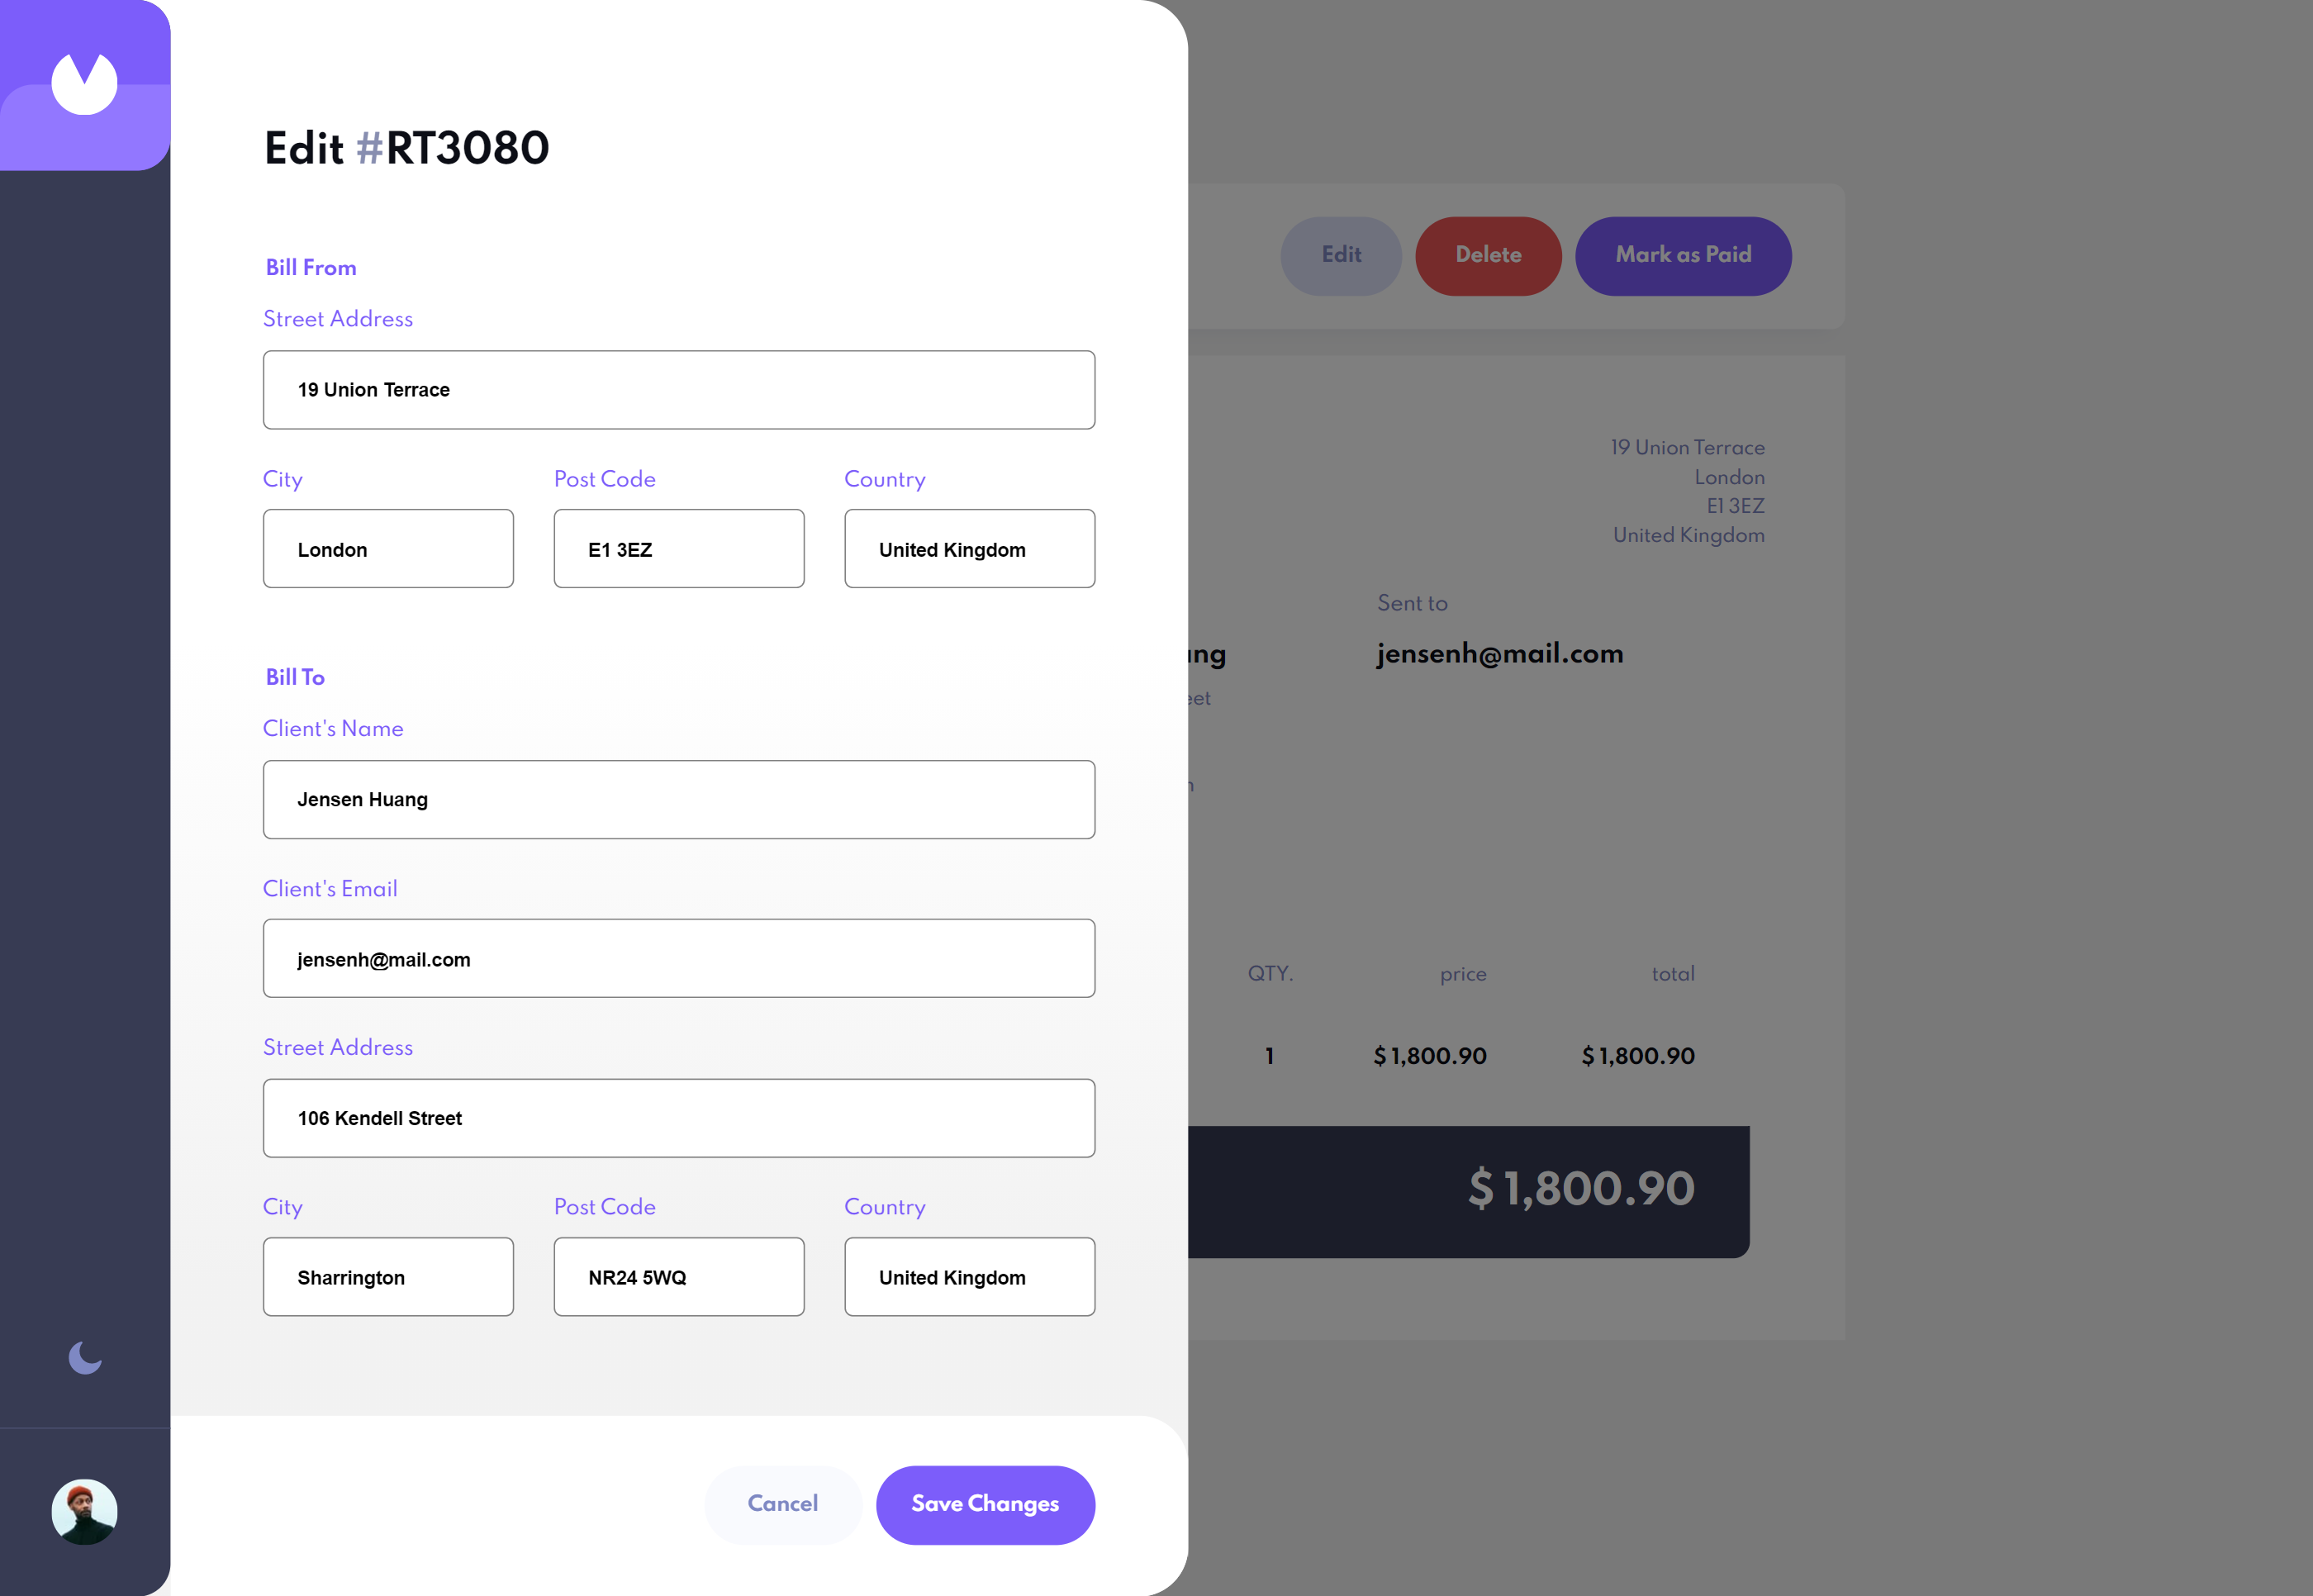 Edit #RT3080
Bill From
Street Address
19 Union Terrace
City Post Code Country
London E1 3EZ United Kingdom
Bill To
Client's Name
Jensen Huang
Client's Email
jensenh@mail.com
Street Address
106 Kendell Street
City Post Code Country
Sharrington NR24 5WQ United Kingdom
Cancel Save Changes
Edit Delete Mark as Paid
19 Union Terrace
London
E1 3EZ
United Kingdom
Sent to
jensenh@mail.com
QTY. price total
1 $ 1,800.90 $ 1,800.90
$ 1,800.90